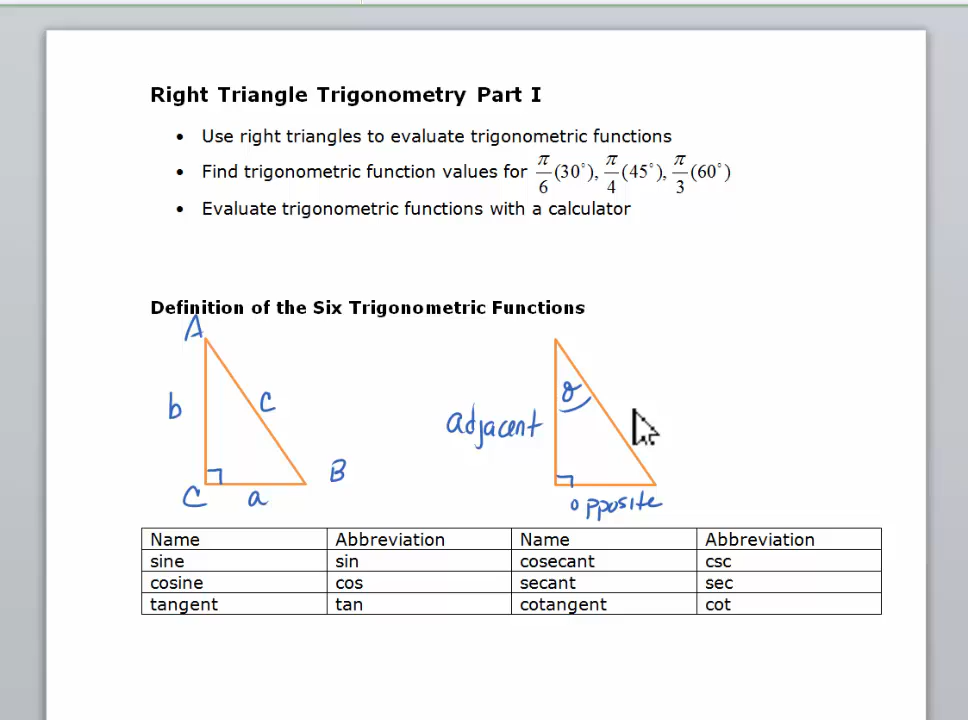 Right Triangle Trigonometry Part I
• Use right triangles to evaluate trigonometric functions
• Find trigonometric function values for π/6 (30°), π/4 (45°), π/3 (60°)
• Evaluate trigonometric functions with a calculator
Definition of the Six Trigonometric Functions
A
b
c
B
C
a
θ
adjacent
opposite
Name Abbreviation Name Abbreviation
sine sin cosecant csc
cosine cos secant sec
tangent tan cotangent cot